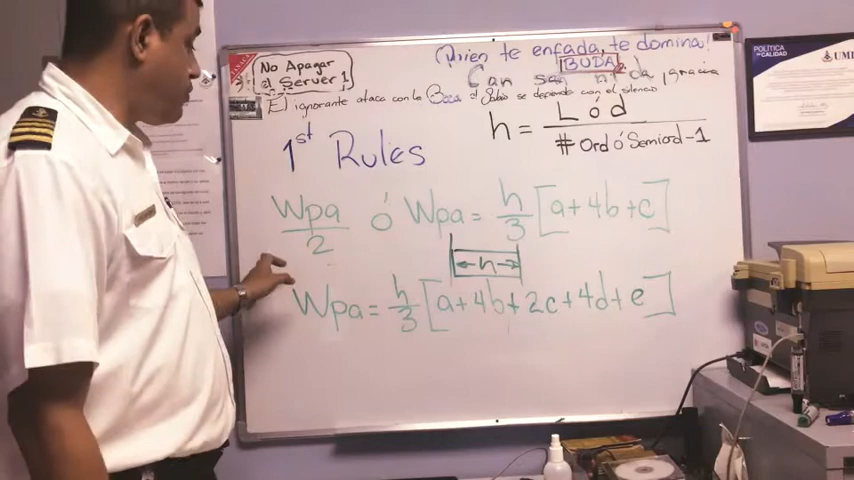 Quien te enfada, te domina!
BUDA
No Apagar
el Server 1
El ignorante ataca con la Boca el Sabio se depende con el silencio
h = L ó d
# Ord ó Semiord-1
1st Rules
Wpa/2 ó Wpa = h/3 [a+4b+c]
←h→
Wpa = h/3 [a+4b+2c+4d+e]
POLÍTICA
DE CALIDAD